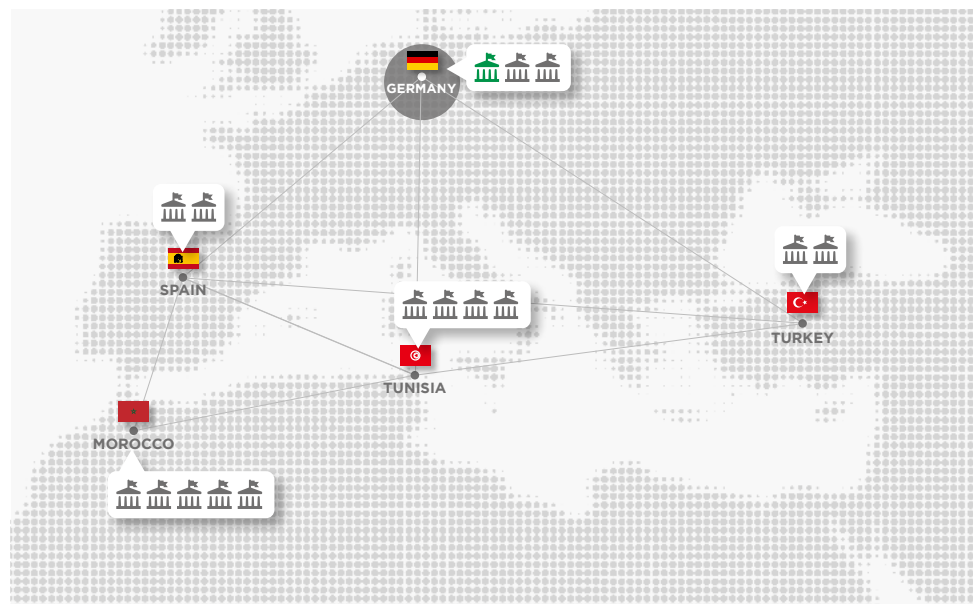 GERMANY
SPAIN
TURKEY
TUNISIA
MOROCCO